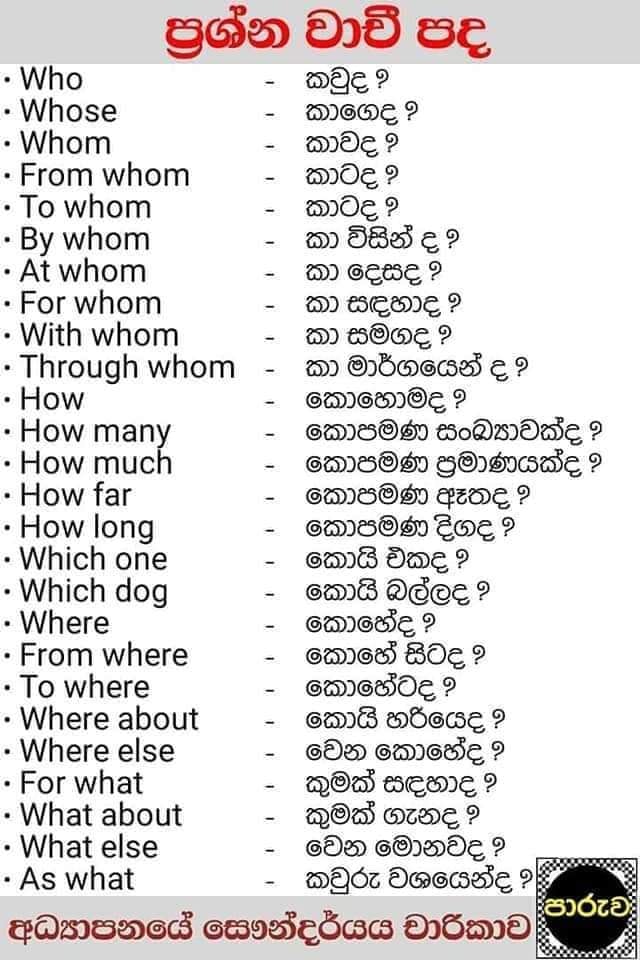 ප්‍රශ්න වාචී පද
• Who - කවුද ?
• Whose - කාගෙද ?
• Whom - කාවද ?
• From whom - කාටද ?
• To whom - කාටද ?
• By whom - කා විසින් ද ?
• At whom - කා දෙසද ?
• For whom - කා සඳහාද ?
• With whom - කා සමගද ?
• Through whom - කා මාර්ගයෙන් ද ?
• How - කොහොමද ?
• How many - කොපමණ සංඛ්‍යාවක්ද ?
• How much - කොපමණ ප්‍රමාණයක්ද ?
• How far - කොපමණ ඈතද ?
• How long - කොපමණ දිගද ?
• Which one - කොයි එකද ?
• Which dog - කොයි බල්ලද ?
• Where - කොහේද ?
• From where - කොහේ සිටද ?
• To where - කොහේටද ?
• Where about - කොයි හරියෙද ?
• Where else - වෙන කොහේද ?
• For what - කුමක් සඳහාද ?
• What about - කුමක් ගැනද ?
• What else - වෙන මොනවද ?
• As what - කවුරු වශයෙන්ද ?
අධ්‍යාපනයේ සෞන්දර්යය චාරිකාව
පාරුව